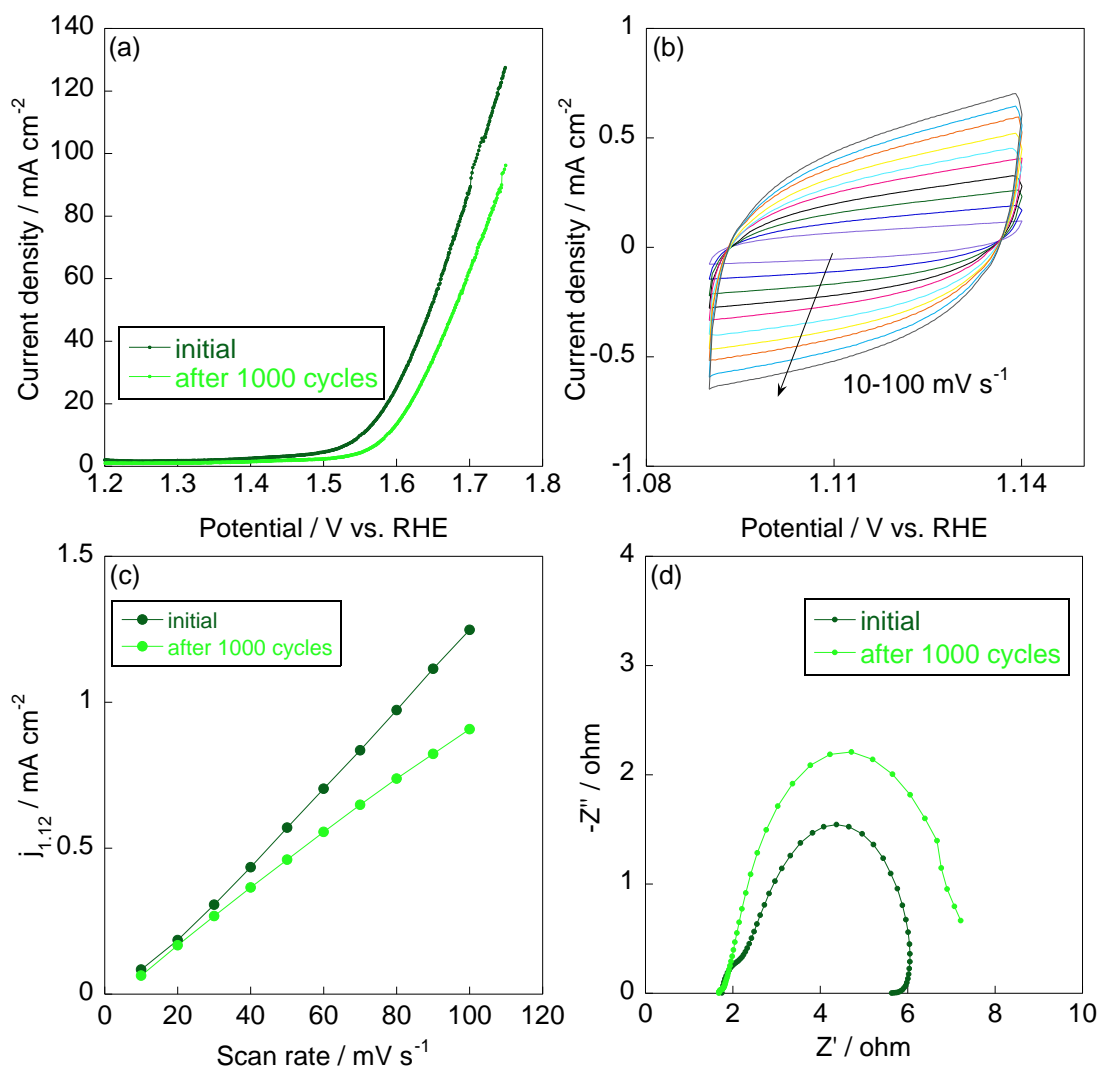 (a)
140
120
100
80
60
40
20
0
1.2 1.3 1.4 1.5 1.6 1.7 1.8
Current density / mA cm⁻²
Potential / V vs. RHE
initial
after 1000 cycles
(b)
1
0.5
0
-0.5
-1
1.08 1.11 1.14
Current density / mA cm⁻²
Potential / V vs. RHE
10-100 mV s⁻¹
(c)
1.5
1
0.5
0
0 20 40 60 80 100 120
j₁.₁₂ / mA cm⁻²
Scan rate / mV s⁻¹
initial
after 1000 cycles
(d)
4
3
2
1
0
0 2 4 6 8 10
-Z'' / ohm
Z' / ohm
initial
after 1000 cycles